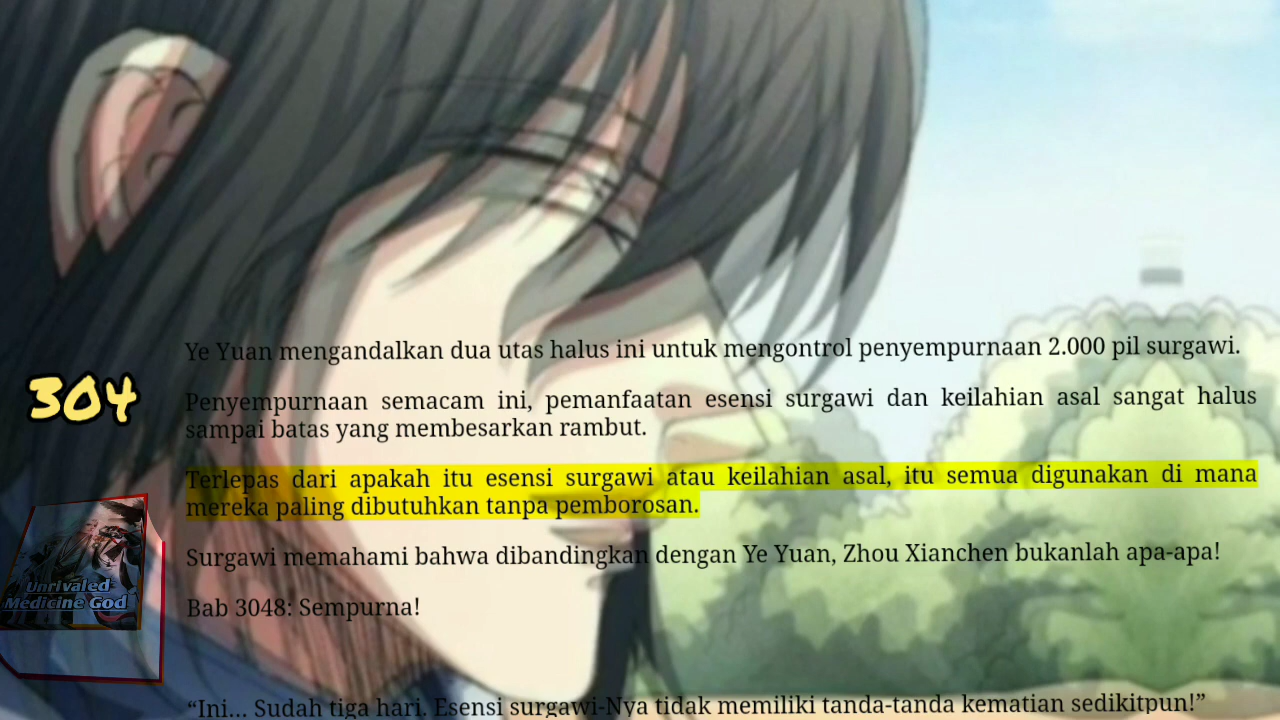 Ye Yuan mengandalkan dua utas halus ini untuk mengontrol penyempurnaan 2.000 pil surgawi.
304
Penyempurnaan semacam ini, pemanfaatan esensi surgawi dan keilahian asal sangat halus
sampai batas yang membesarkan rambut.
Terlepas dari apakah itu esensi surgawi atau keilahian asal, itu semua digunakan di mana
mereka paling dibutuhkan tanpa pemborosan.
Surgawi memahami bahwa dibandingkan dengan Ye Yuan, Zhou Xianchen bukanlah apa-apa!
Unrivaled
Medicine God
Bab 3048: Sempurna!
“Ini... Sudah tiga hari. Esensi surgawi-Nya tidak memiliki tanda-tanda kematian sedikitpun!”